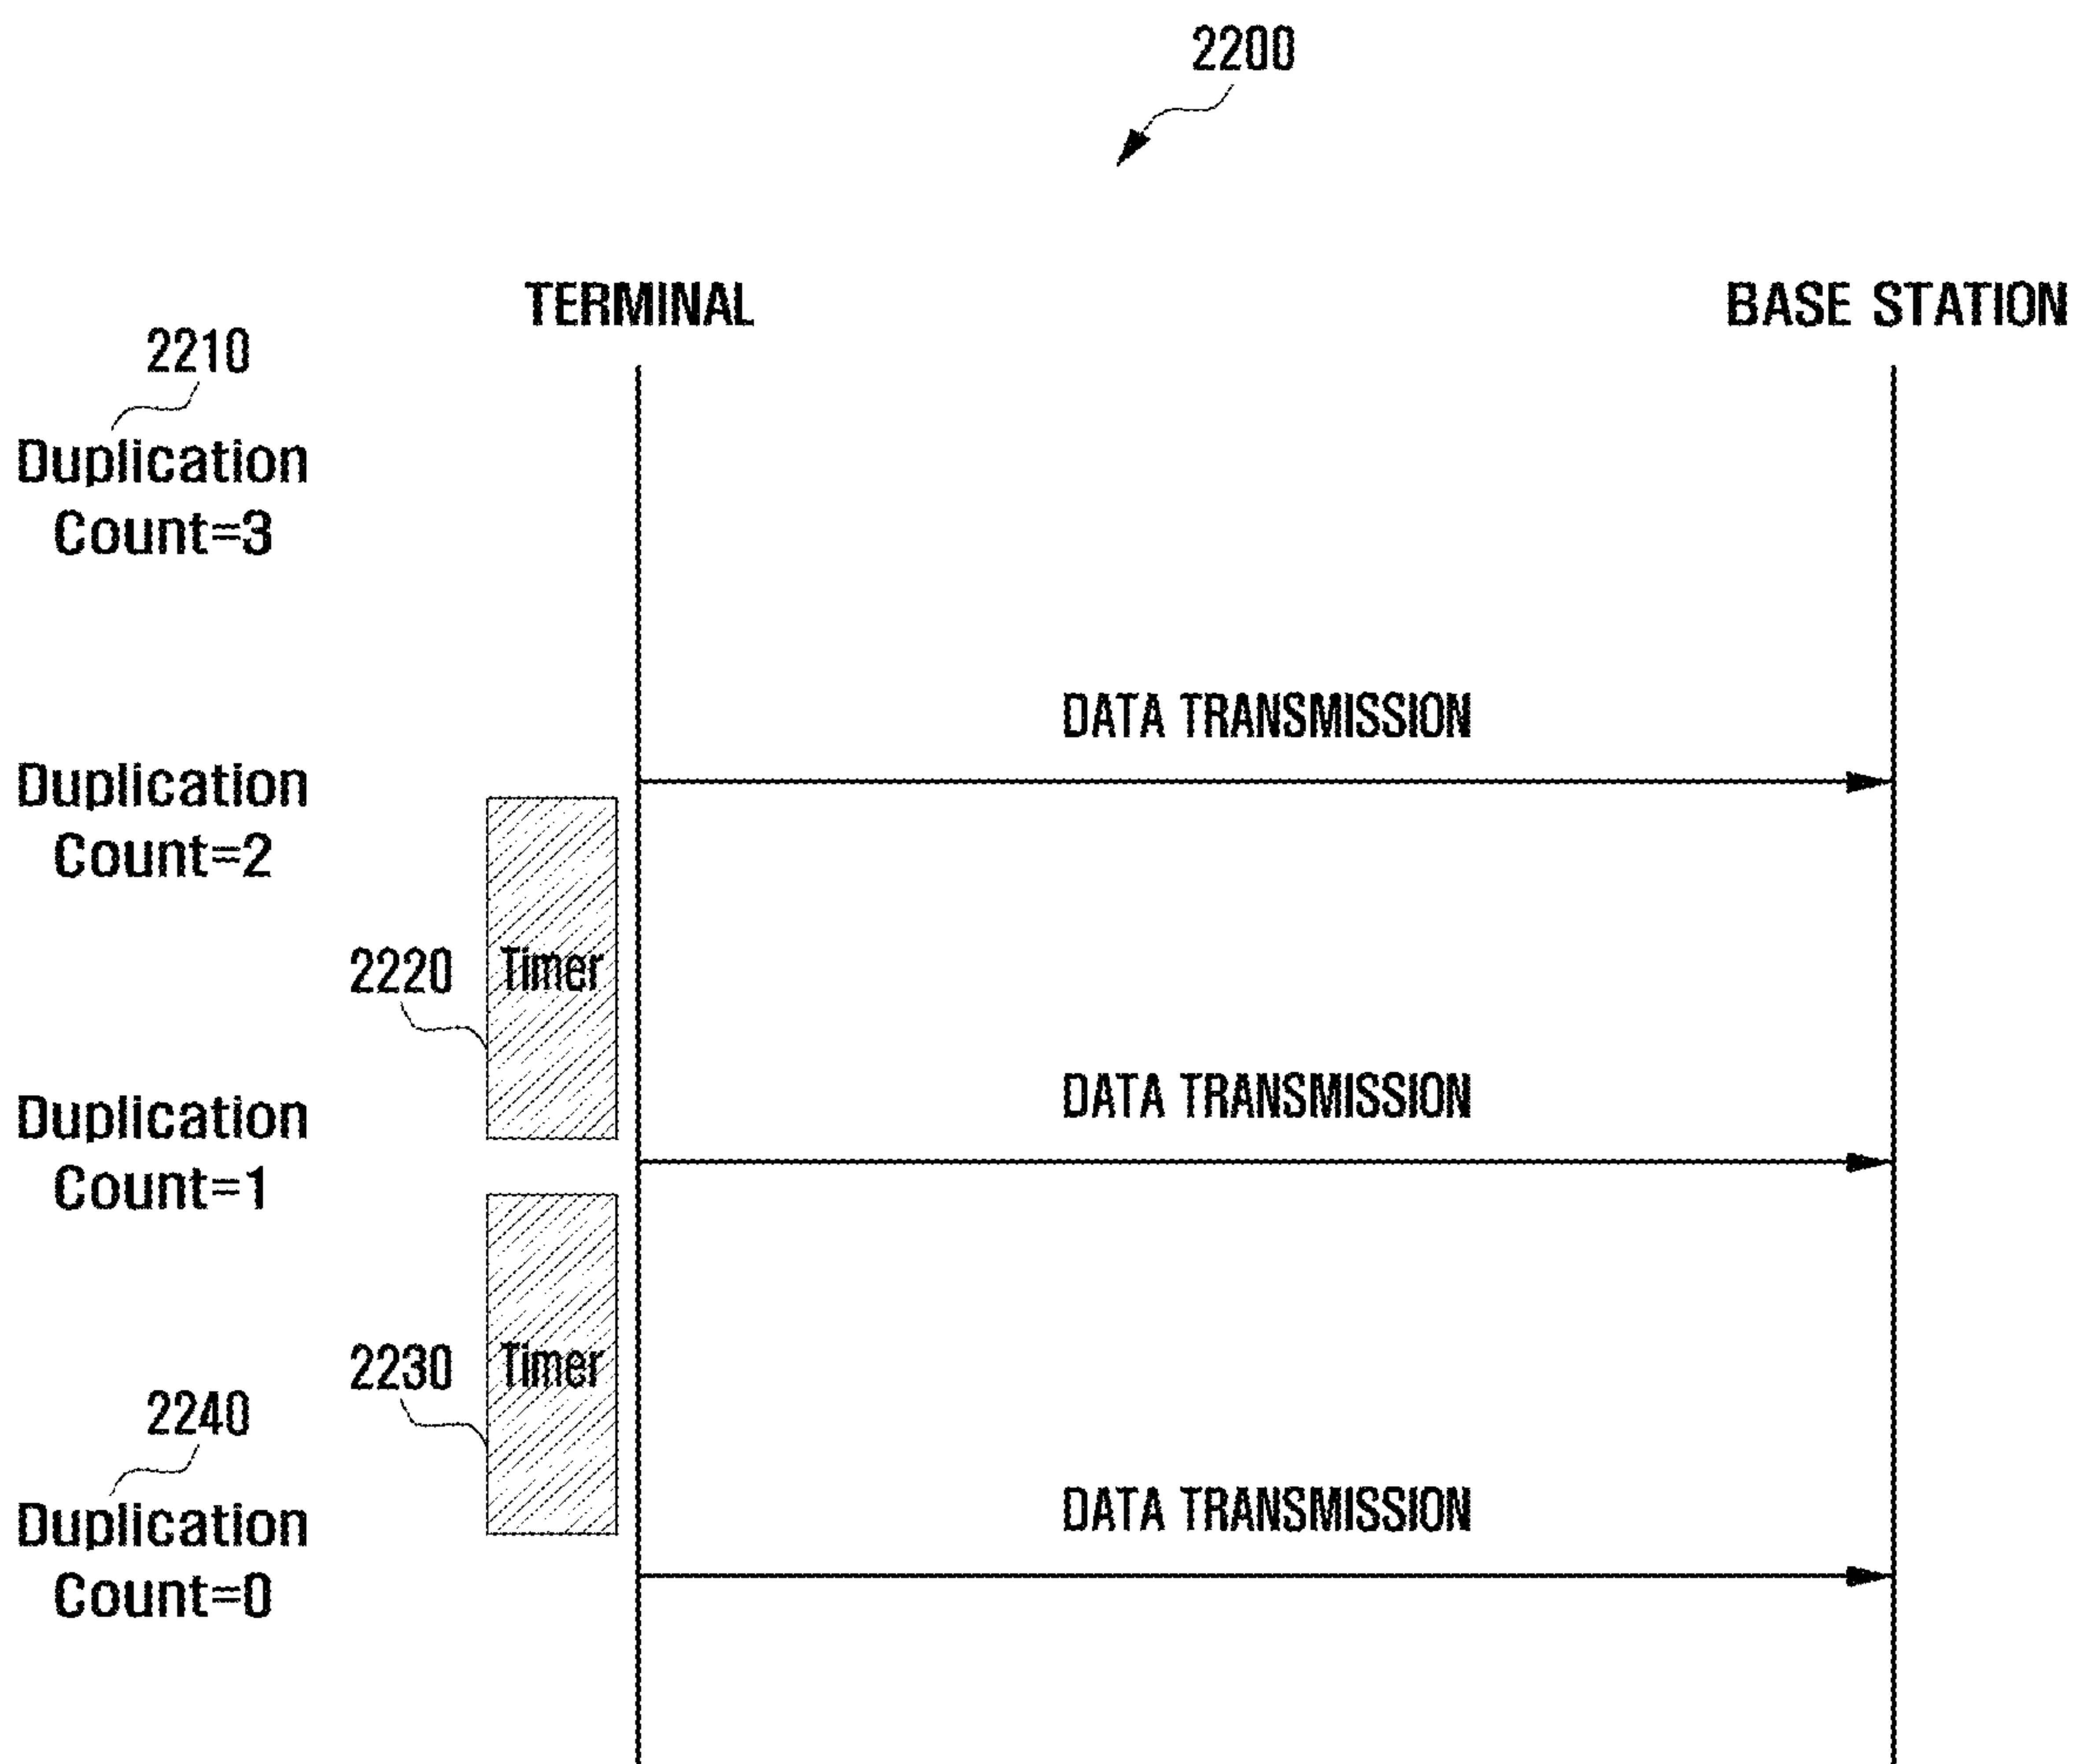 2200
TERMINAL
BASE STATION
2210
Duplication
Count=3
DATA TRANSMISSION
Duplication
Count=2
2220
Timer
DATA TRANSMISSION
Duplication
Count=1
2230
Timer
2240
DATA TRANSMISSION
Duplication
Count=0